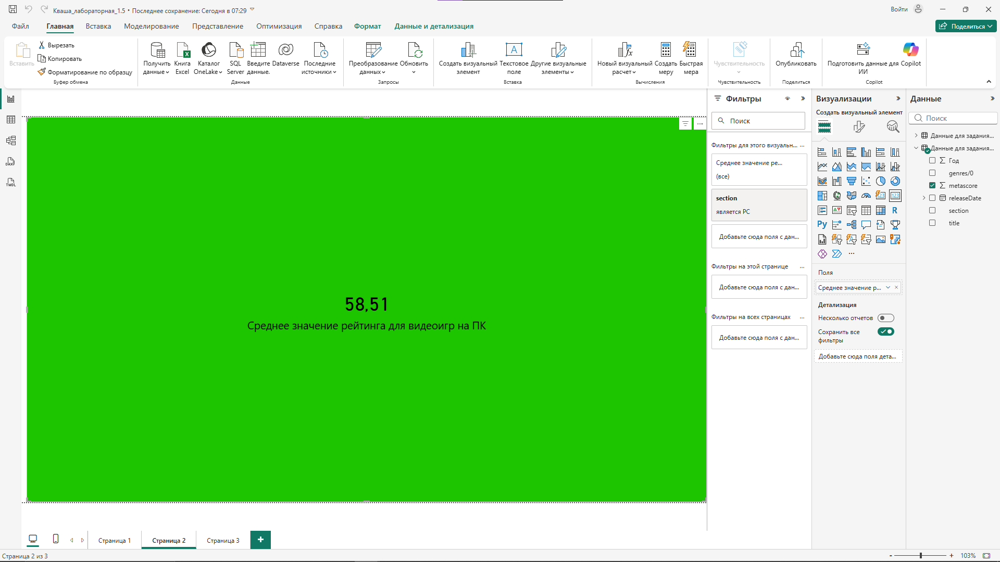 Кваша_лабораторная_1.5 • Последнее сохранение: Сегодня в 07:29
Войти
Файл Главная Вставка Моделирование Представление Оптимизация Справка Формат Данные и детализация
Поделиться
Вставить
Вырезать
Копировать
Форматирование по образцу
Буфер обмена
Получить данные
Книга Excel
Каталог OneLake
SQL Server
Введите данные.
Dataverse
Последние источники
Данные
Преобразование данных
Обновить
Запросы
Создать визуальный элемент
Текстовое поле
Другие визуальные элементы
Вставка
Новый визуальный расчет
Создать меру
Быстрая мера
Вычисления
Чувствительность
Чувствительность
Опубликовать
Поделиться
Подготовить данные для ИИ
Copilot
Copilot
58,51
Среднее значение рейтинга для видеоигр на ПК
Фильтры
Поиск
Фильтры для этого визуальн... ...
Среднее значение ре...
(все)
section
является PC
Добавьте сюда поля с дан...
Фильтры на этой странице ...
Добавьте сюда поля с дан...
Фильтры на всех страницах ...
Добавьте сюда поля с дан...
Визуализации
Создать визуальный элемент
123
123
R
Py
...
Поля
Среднее значение р...
Детализация
Несколько отчетов
Сохранить все
фильтры
Добавьте сюда поля дета...
Данные
Поиск
Данные для задания...
Данные для задания...
Год
genres/0
metascore
releaseDate
section
title
DAX
TMDL
Страница 1 Страница 2 Страница 3 +
Страница 2 из 3
- + 103%